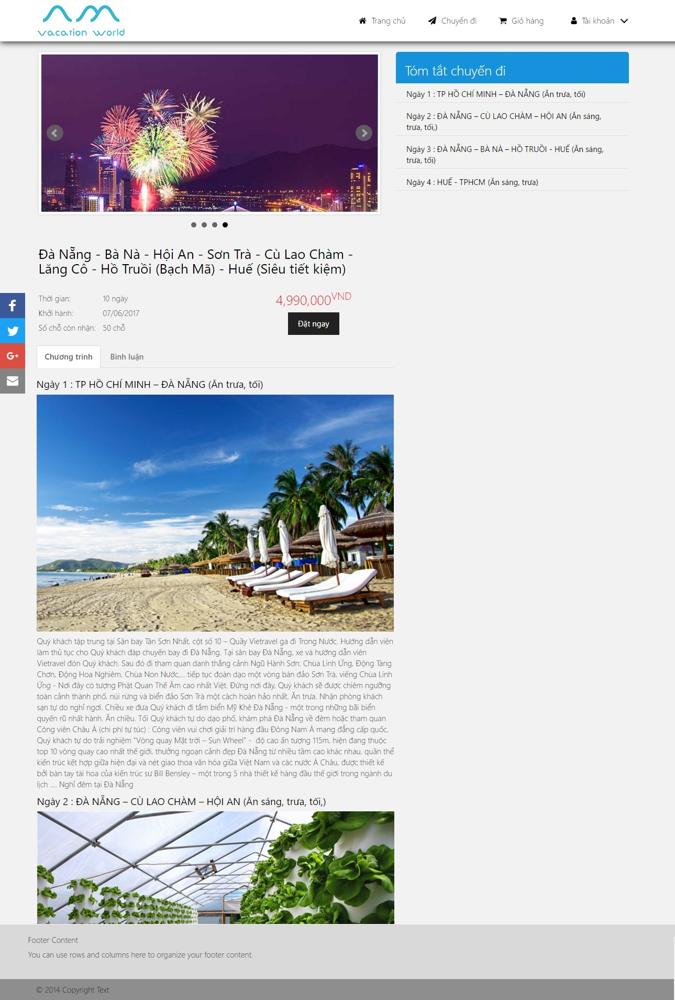 vacation world
Trang chủ
Chuyến đi
Giỏ hàng
Tài khoản
Tóm tắt chuyến đi
Ngày 1 : TP HỒ CHÍ MINH – ĐÀ NẴNG (Ăn trưa, tối)
Ngày 2 : ĐÀ NẴNG – CÙ LAO CHÀM – HỘI AN (Ăn sáng,
trưa, tối,)
Ngày 3 : ĐÀ NẴNG – BÀ NÀ – HỒ TRUỒI - HUẾ (Ăn sáng,
trưa, tối)
Ngày 4 : HUẾ - TPHCM (Ăn sáng, trưa)
Đà Nẵng - Bà Nà - Hội An - Sơn Trà - Cù Lao Chàm -
Lăng Cô - Hồ Truồi (Bạch Mã) - Huế (Siêu tiết kiệm)
Thời gian: 10 ngày
Khởi hành: 07/06/2017
Số chỗ còn nhận: 50 chỗ
4,990,000VND
Đặt ngay
Chương trình
Bình luận
Ngày 1 : TP HỒ CHÍ MINH – ĐÀ NẴNG (Ăn trưa, tối)
Quý khách tập trung tại Sân bay Tân Sơn Nhất, cột số 10 – Quầy Vietravel ga đi Trong Nước. Hướng dẫn viên
làm thủ tục cho Quý khách đáp chuyến bay đi Đà Nẵng. Tại sân bay Đà Nẵng, xe và hướng dẫn viên
Vietravel đón Quý khách. Sau đó đi tham quan danh thắng cảnh Ngũ Hành Sơn: Chùa Linh Ứng, Động Tàng
Chơn, Động Hoa Nghiêm, Chùa Non Nước,... tiếp tục đoàn dạo một vòng bán đảo Sơn Trà, viếng Chùa Linh
Ứng - Nơi đây có tượng Phật Quan Thế Âm cao nhất Việt. Đứng nơi đây, Quý khách sẽ được chiêm ngưỡng
toàn cảnh thành phố, núi rừng và biển đảo Sơn Trà một cách hoàn hảo nhất. Ăn trưa. Nhận phòng khách
sạn tự do nghỉ ngơi. Chiều xe đưa Quý khách đi tắm biển Mỹ Khê Đà Nẵng - một trong những bãi biển
quyến rũ nhất hành. Ăn chiều. Tối Quý khách tự do dạo phố, khám phá Đà Nẵng về đêm hoặc tham quan
Công viên Châu Á (chi phí tự túc) : Công viên vui chơi giải trí hàng đầu Đông Nam Á mang đẳng cấp quốc,
Quý khách tự do trải nghiệm “Vòng quay Mặt trời – Sun Wheel” -  độ cao ấn tượng 115m, hiện đang thuộc
top 10 vòng quay cao nhất thế giới, thưởng ngoạn cảnh đẹp Đà Nẵng từ nhiều tầm cao khác nhau, quần thể
kiến trúc kết hợp giữa hiện đại và nét giao thoa văn hóa giữa Việt Nam và các nước Á Châu, được thiết kế
bởi bàn tay tài hoa của kiến trúc sư Bill Bensley – một trong 5 nhà thiết kế hàng đầu thế giới trong ngành du
lịch .... Nghỉ đêm tại Đà Nẵng
Ngày 2 : ĐÀ NẴNG – CÙ LAO CHÀM – HỘI AN (Ăn sáng, trưa, tối,)
Footer Content
You can use rows and columns here to organize your footer content.
© 2014 Copyright Text